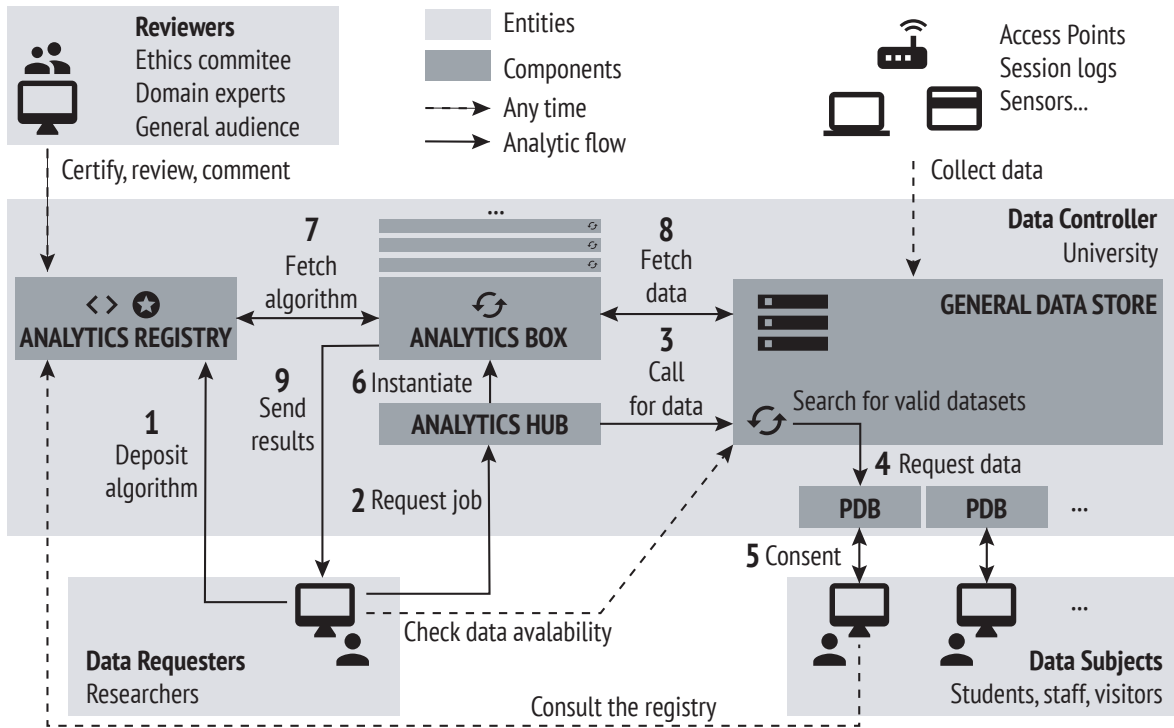 Reviewers
Ethics commitee
Domain experts
General audience
Entities
Components
Any time
Analytic flow
Access Points
Session logs
Sensors...
Certify, review, comment
Collect data
...
Data Controller
University
7
Fetch
algorithm
8
Fetch
data
ANALYTICS REGISTRY
ANALYTICS BOX
GENERAL DATA STORE
3
Call
for data
6 Instantiate
9
Send
results
ANALYTICS HUB
Search for valid datasets
1
Deposit
algorithm
2 Request job
4 Request data
PDB
PDB
...
5 Consent
Check data avalability
...
Data Requesters
Researchers
Data Subjects
Students, staff, visitors
Consult the registry